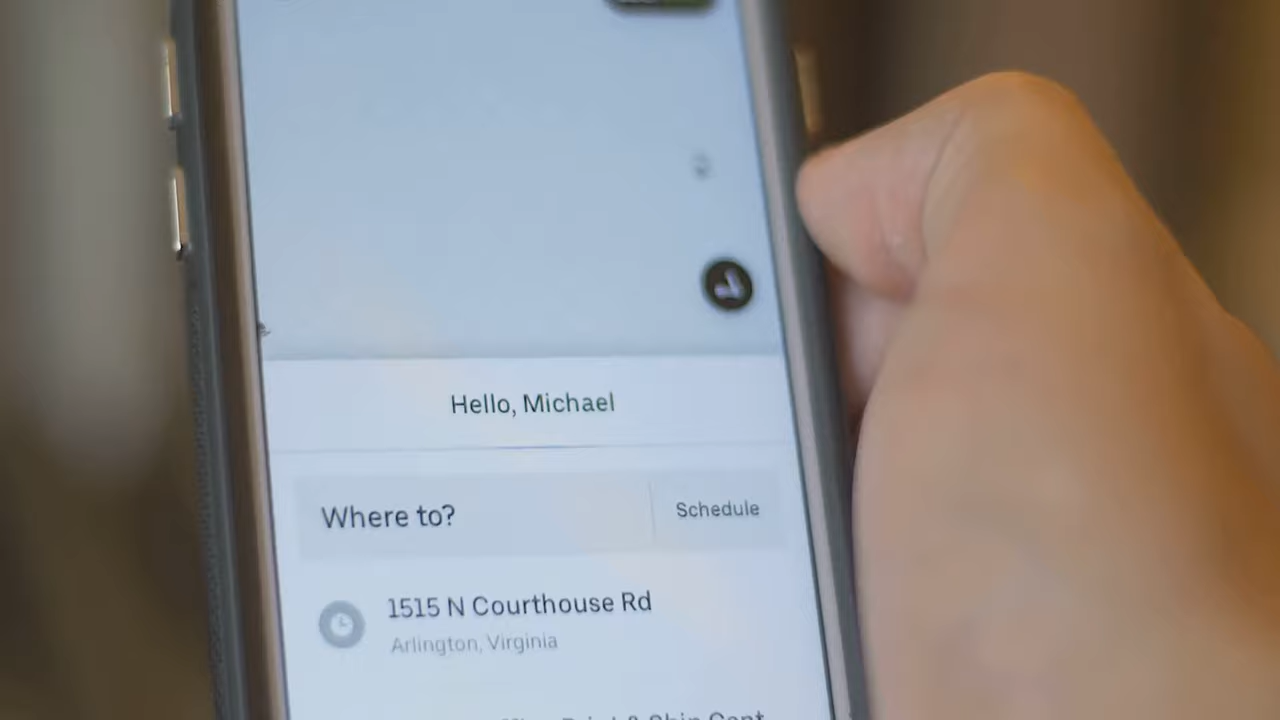 Hello, Michael
Where to?
Schedule
1515 N Courthouse Rd
Arlington, Virginia